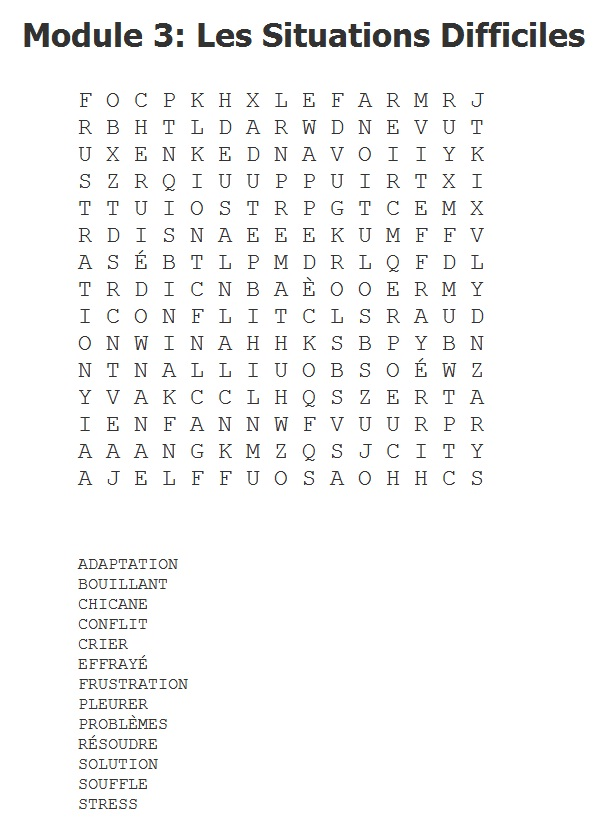 Module 3: Les Situations Difficiles
F O C P K H X L E F A R M R J
R B H T L D A R W D N E V U T
U X E N K E D N A V O I I Y K
S Z R Q I U U P P U I R T X I
T T U I O S T R P G T C E M X
R D I S N A E E E K U M F F V
A S É B T L P M D R L Q F D L
T R D I C N B A È O O E R M Y
I C O N F L I T C L S R A U D
O N W I N A H H K S B P Y B N
N T N A L L I U O B S O É W Z
Y V A K C C L H Q S Z E R T A
I E N F A N N W F V U U R P R
A A A N G K M Z Q S J C I T Y
A J E L F F U O S A O H H C S
ADAPTATION
BOUILLANT
CHICANE
CONFLIT
CRIER
EFFRAYÉ
FRUSTRATION
PLEURER
PROBLÈMES
RÉSOUDRE
SOLUTION
SOUFFLE
STRESS